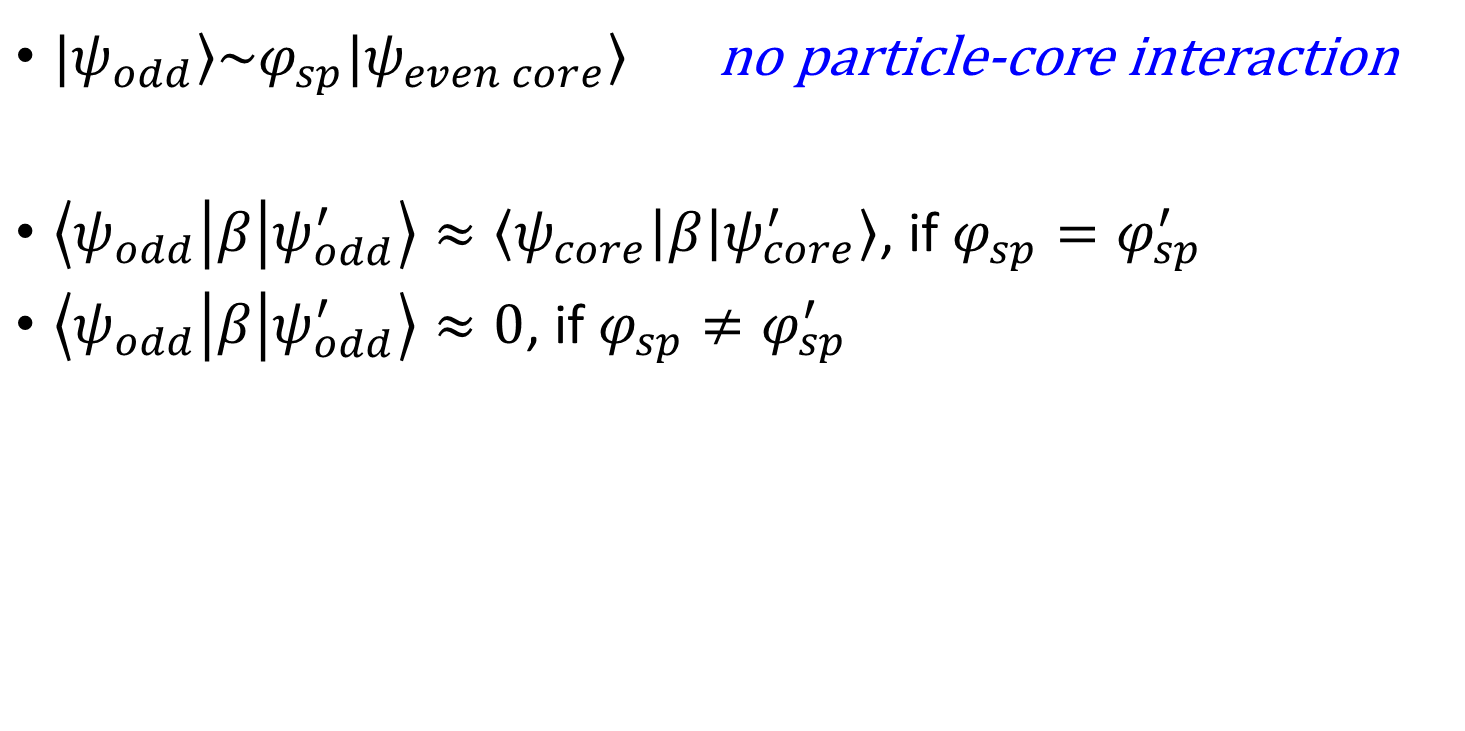 • |ψ_odd⟩~φ_sp|ψ_even core⟩ no particle-core interaction
• ⟨ψ_odd|β|ψ′_odd⟩ ≈ ⟨ψ_core|β|ψ′_core⟩, if φ_sp = φ′_sp
• ⟨ψ_odd|β|ψ′_odd⟩ ≈ 0, if φ_sp ≠ φ′_sp